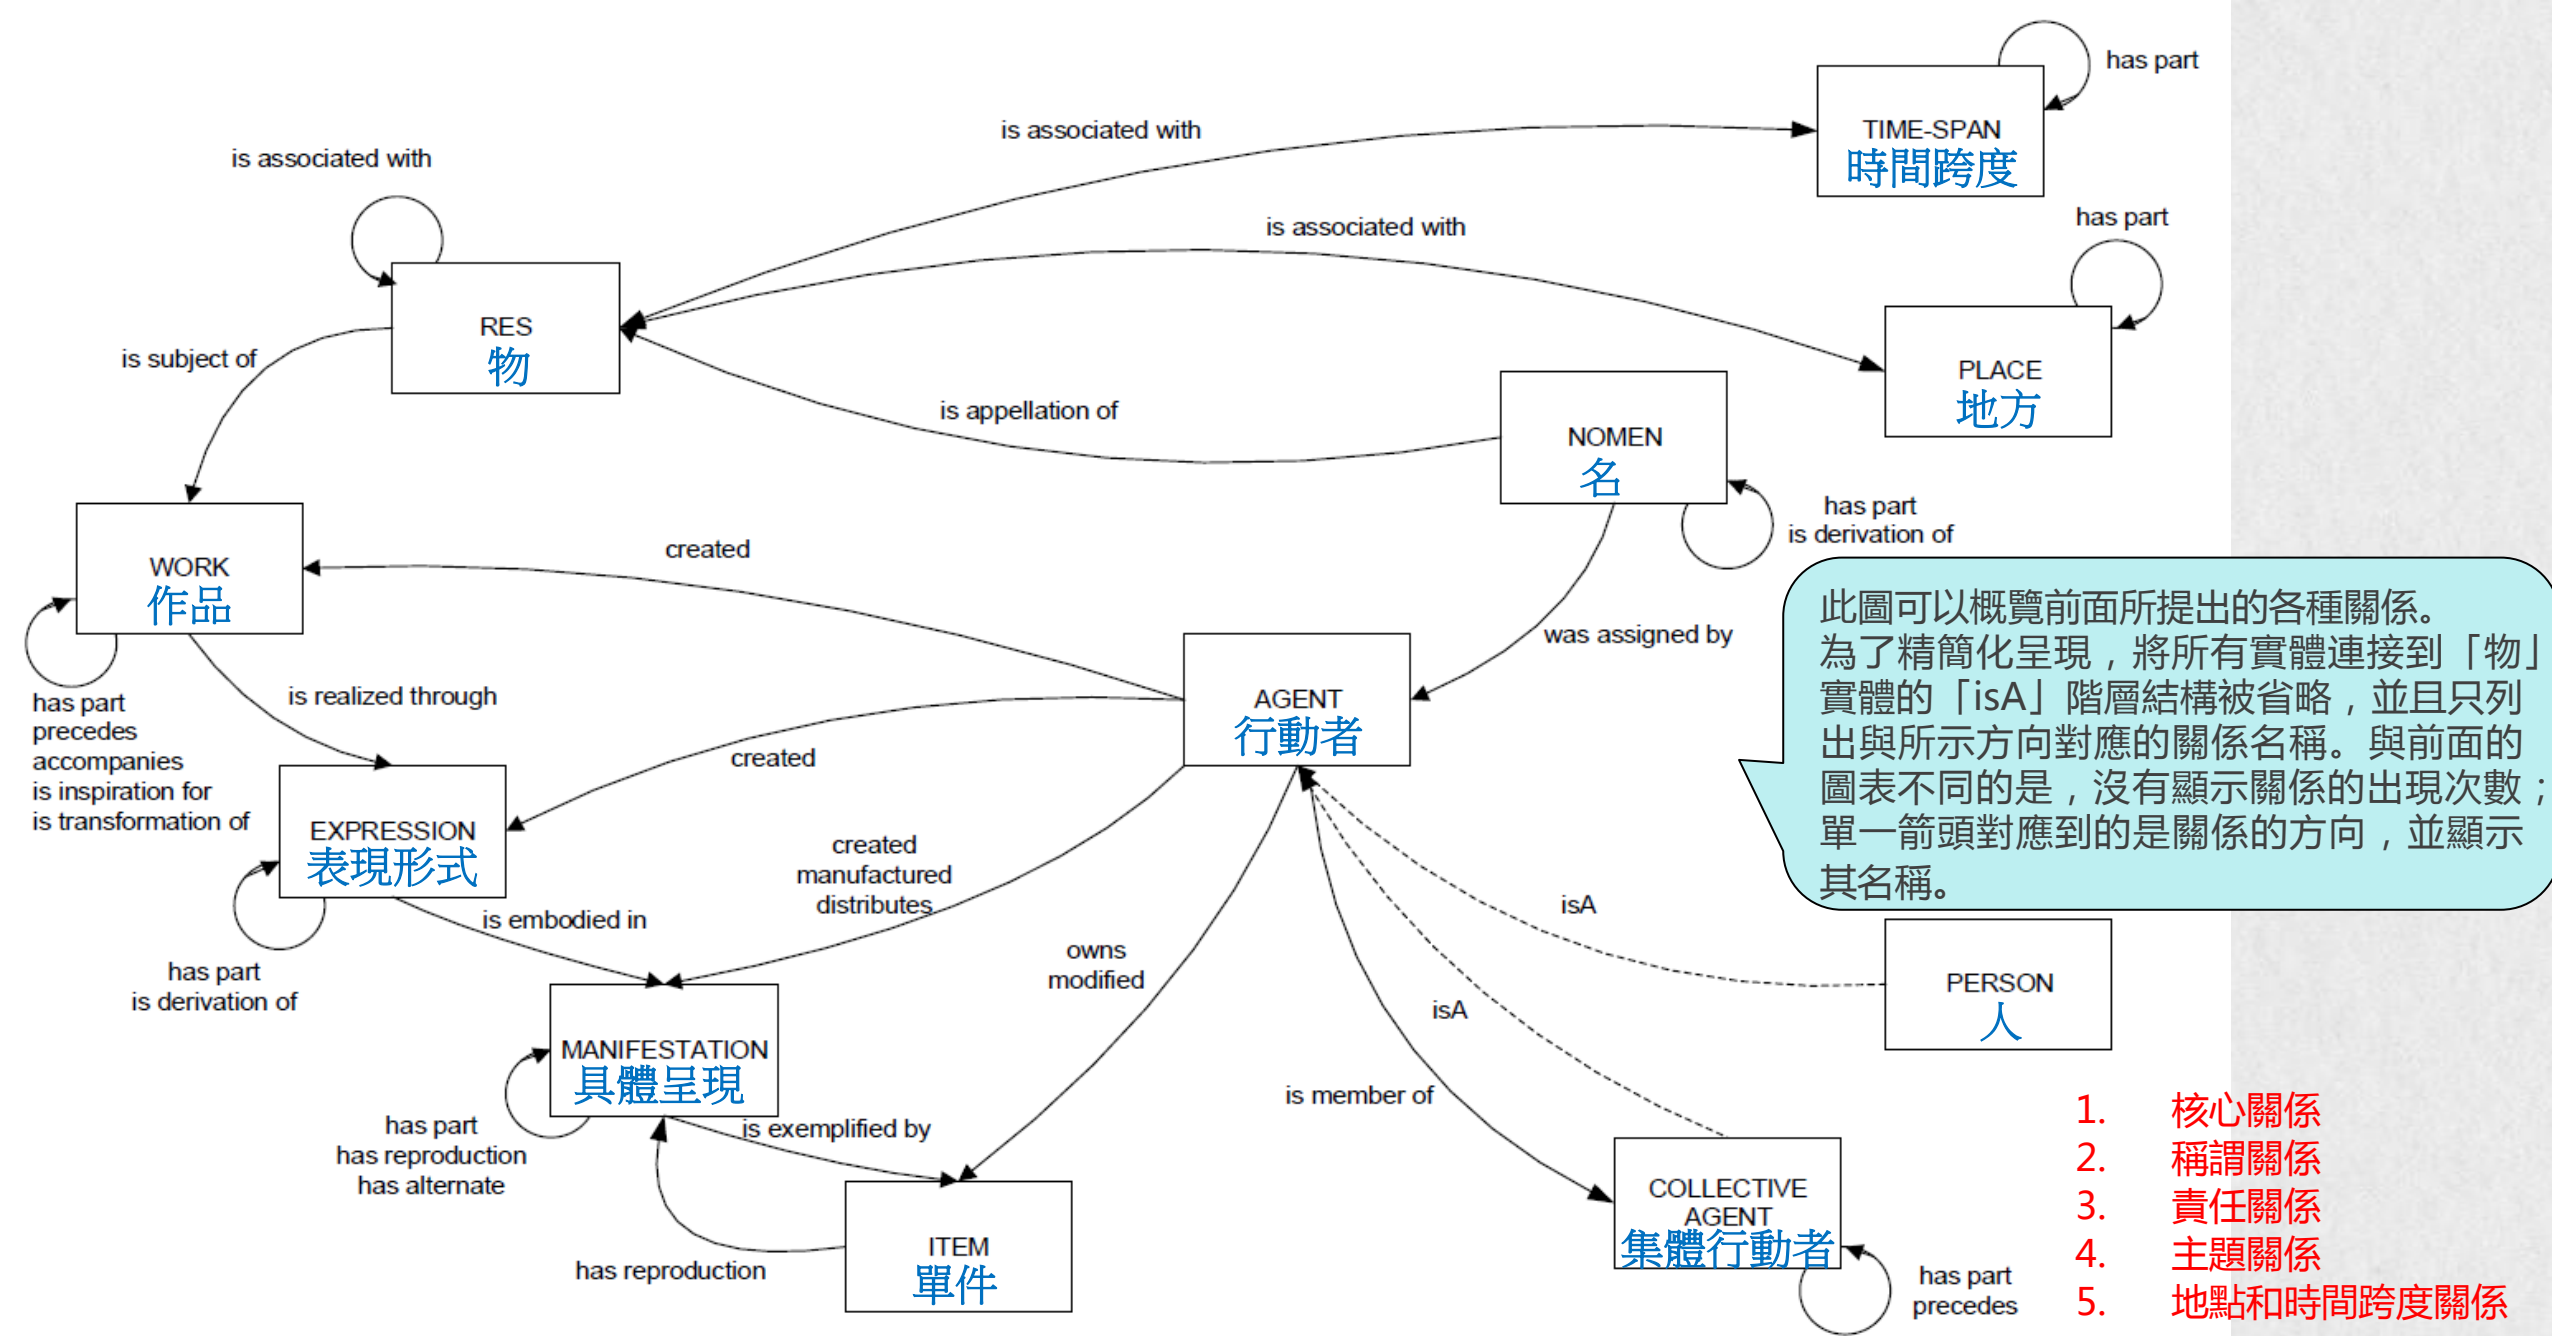 has part
TIME-SPAN
時間跨度
is associated with
is associated with
has part
is associated with
RES
物
PLACE
地方
is subject of
is appellation of
NOMEN
名
has part
is derivation of
WORK
作品
created
was assigned by
has part
precedes
accompanies
is inspiration for
is transformation of
is realized through
AGENT
行動者
created
此圖可以概覽前面所提出的各種關係。
為了精簡化呈現，將所有實體連接到「物」
實體的「isA」階層結構被省略，並且只列
出與所示方向對應的關係名稱。與前面的
圖表不同的是，沒有顯示關係的出現次數；
單一箭頭對應到的是關係的方向，並顯示
其名稱。
EXPRESSION
表現形式
created
manufactured
distributes
has part
is derivation of
is embodied in
owns
modified
isA
isA
PERSON
人
MANIFESTATION
具體呈現
has part
has reproduction
has alternate
is exemplified by
is member of
has reproduction
ITEM
單件
COLLECTIVE
AGENT
集體行動者
has part
precedes
1. 核心關係
2. 稱謂關係
3. 責任關係
4. 主題關係
5. 地點和時間跨度關係